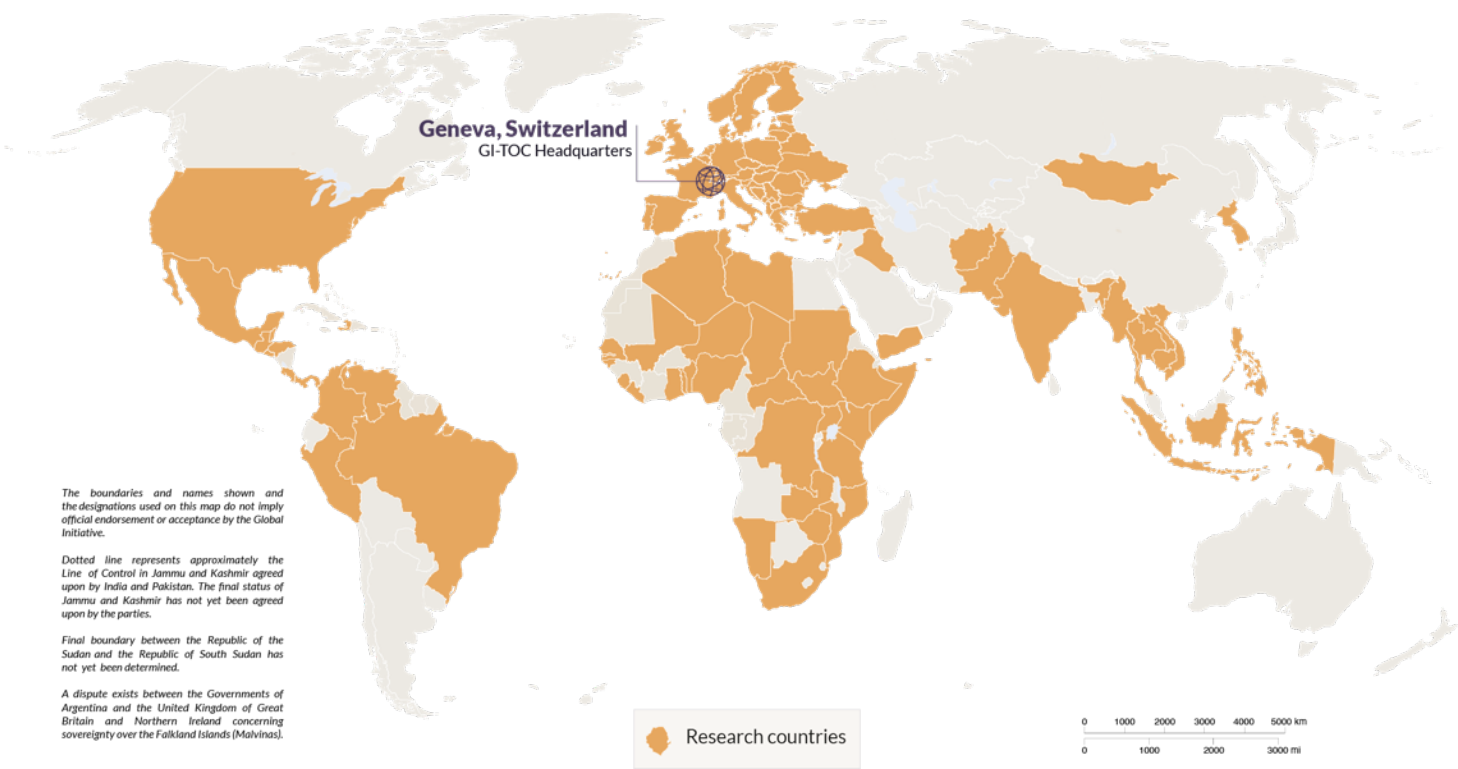 Geneva, Switzerland
GI-TOC Headquarters
The boundaries and names shown and
the designations used on this map do not imply
official endorsement or acceptance by the Global
Initiative.
Dotted line represents approximately the
Line of Control in Jammu and Kashmir agreed
upon by India and Pakistan. The final status of
Jammu and Kashmir has not yet been agreed
upon by the parties.
Final boundary between the Republic of the
Sudan and the Republic of South Sudan has
not yet been determined.
A dispute exists between the Governments of
Argentina and the United Kingdom of Great
Britain and Northern Ireland concerning
sovereignty over the Falkland Islands (Malvinas).
Research countries
0 1000 2000 3000 4000 5000 km
0 1000 2000 3000 mi